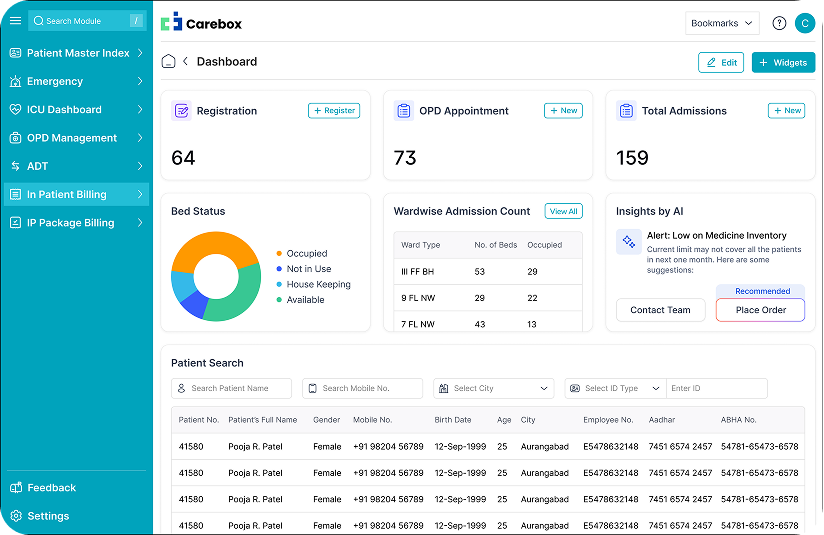 Search Module /
Patient Master Index
Emergency
ICU Dashboard
OPD Management
ADT
In Patient Billing
IP Package Billing
Feedback
Settings
Carebox
Bookmarks ? C
Dashboard
Edit + Widgets
Registration + Register
64
OPD Appointment + New
73
Total Admissions + New
159
Bed Status
Occupied
Not in Use
House Keeping
Available
Wardwise Admission Count View All
Ward Type No. of Beds Occupied
III FF BH 53 29
9 FL NW 29 22
7 FL NW 43 13
Insights by AI
Alert: Low on Medicine Inventory
Current limit may not cover all the patients
in next one month. Here are some
suggestions:
Recommended
Contact Team Place Order
Patient Search
Search Patient Name Search Mobile No. Select City Select ID Type Enter ID
Patient No. Patient's Full Name Gender Mobile No. Birth Date Age City Employee No. Aadhar ABHA No.
41580 Pooja R. Patel Female +91 98204 56789 12-Sep-1999 25 Aurangabad E5478632148 7451 6574 2457 54781-65473-6578
41580 Pooja R. Patel Female +91 98204 56789 12-Sep-1999 25 Aurangabad E5478632148 7451 6574 2457 54781-65473-6578
41580 Pooja R. Patel Female +91 98204 56789 12-Sep-1999 25 Aurangabad E5478632148 7451 6574 2457 54781-65473-6578
41580 Pooja R. Patel Female +91 98204 56789 12-Sep-1999 25 Aurangabad E5478632148 7451 6574 2457 54781-65473-6578